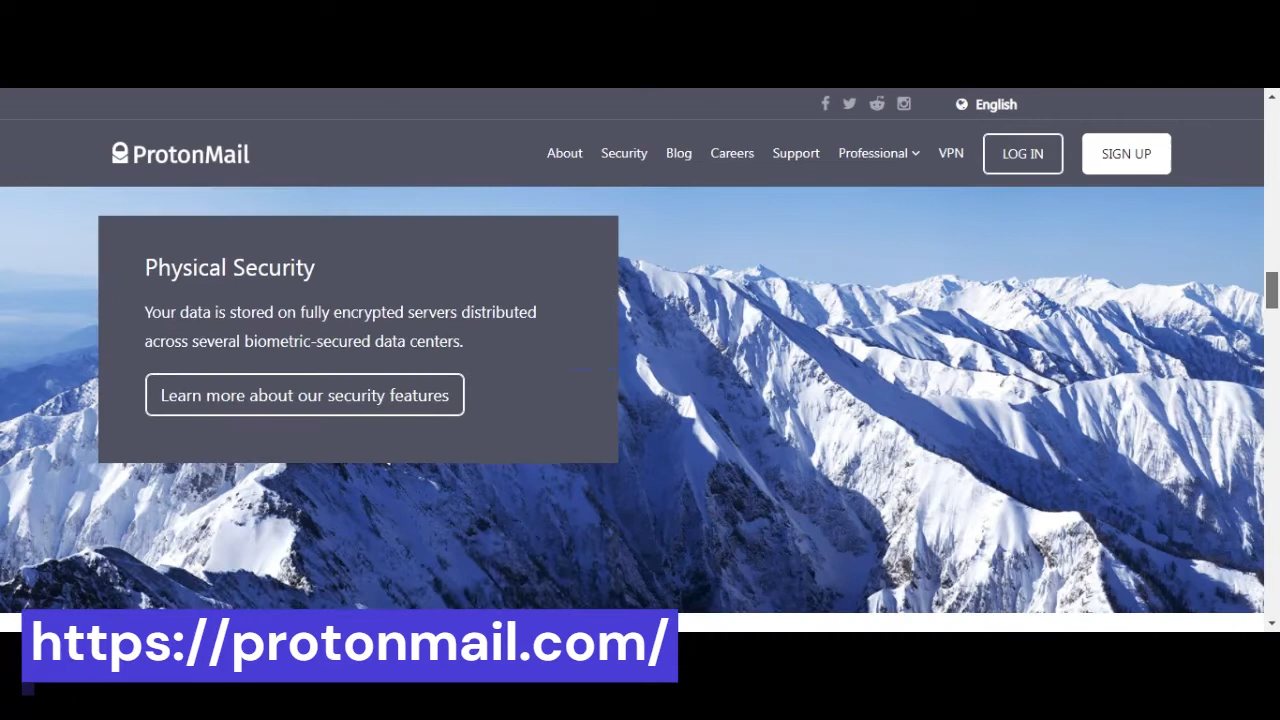 English
ProtonMail
About Security Blog Careers Support Professional VPN LOG IN SIGN UP
Physical Security
Your data is stored on fully encrypted servers distributed
across several biometric-secured data centers.
Learn more about our security features
https://protonmail.com/